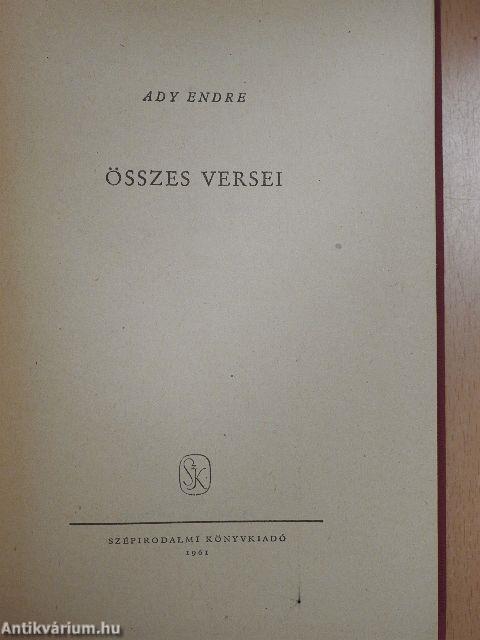 ADY ENDRE
ÖSSZES VERSEI
SZK
SZÉPIRODALMI KÖNYVKIADÓ
1961
Antikvárium.hu